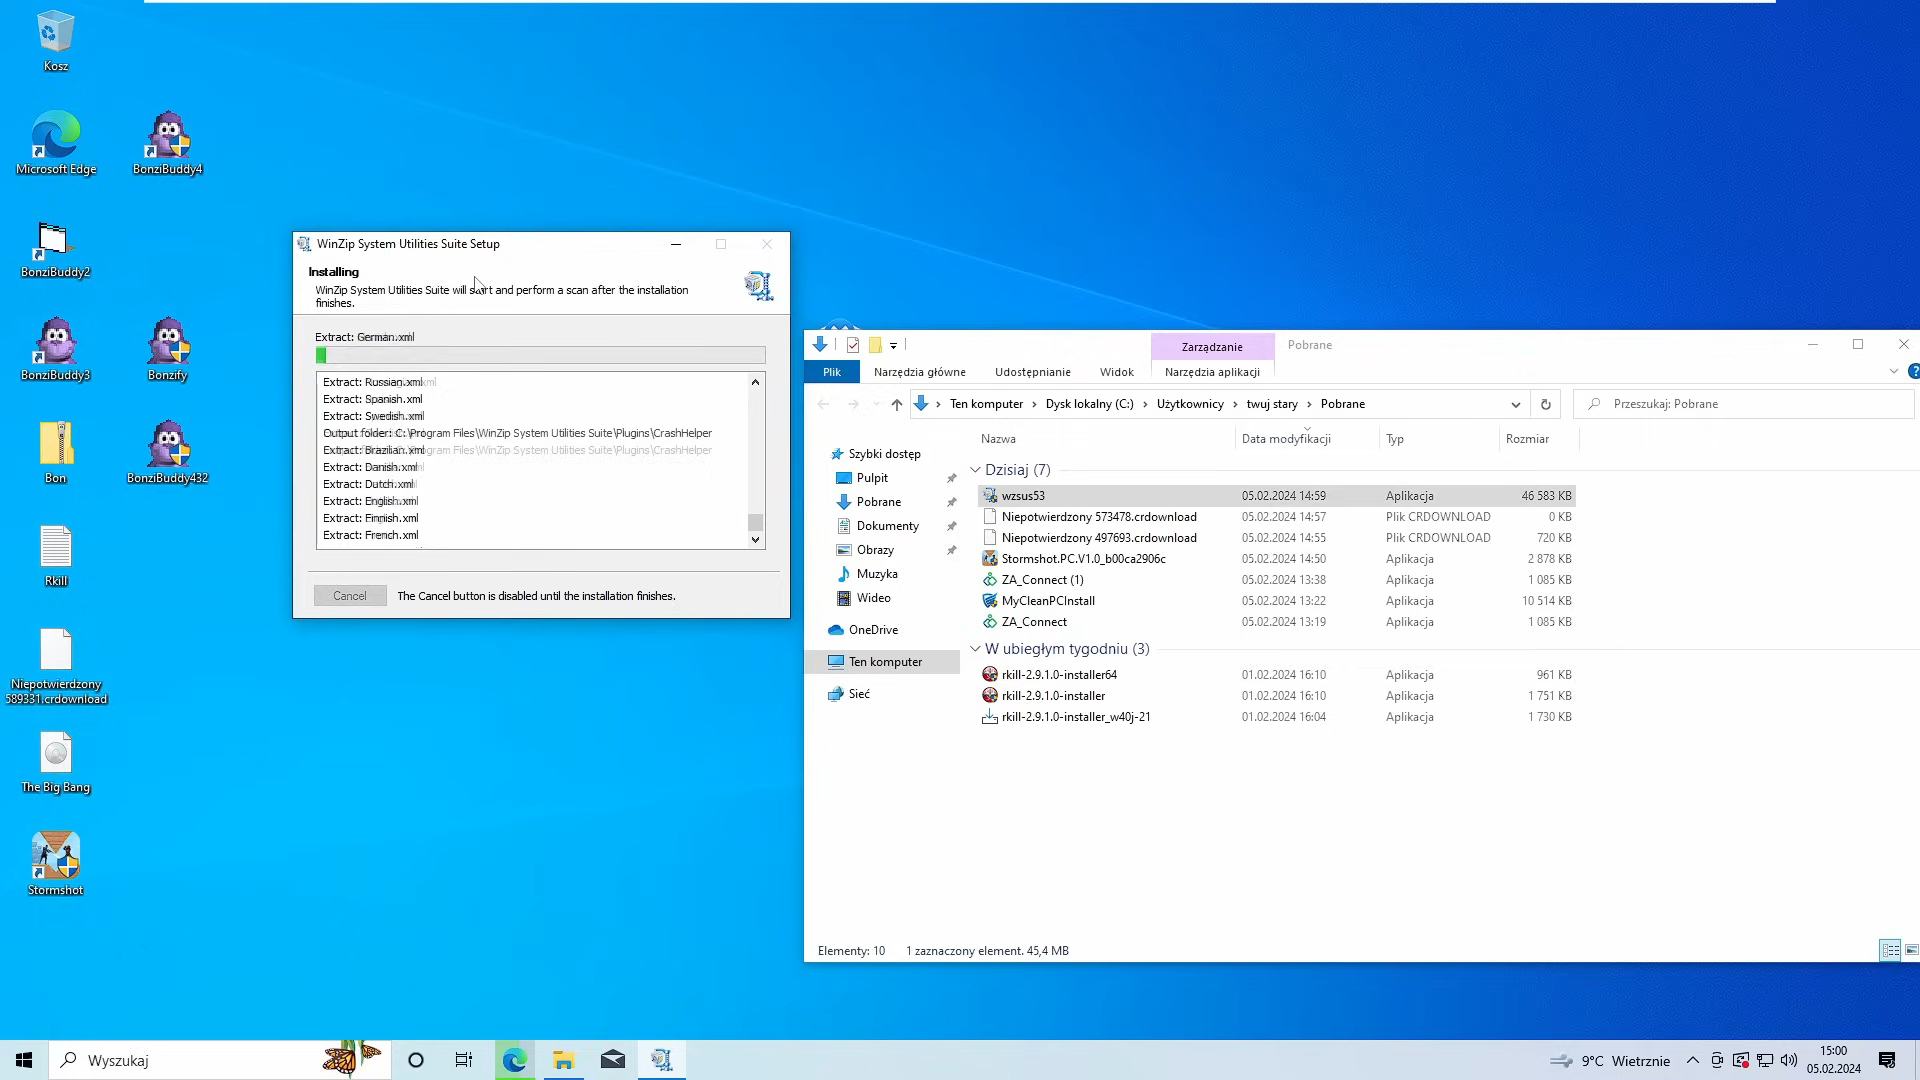 Kosz
Microsoft Edge
BonziBuddy4
BonziBuddy2
BonziBuddy3
Bonzify
Bon
BonziBuddy432
Rkill
Niepotwierdzony
589331.crdownload
The Big Bang
Stormshot
WinZip System Utilities Suite Setup
Installing
WinZip System Utilities Suite will start and perform a scan after the installation
finishes.
Extract: German.xml
Extract: Russian.xml
Extract: Spanish.xml
Extract: Swedish.xml
Output folder: C:\Program Files\WinZip System Utilities Suite\Plugins\CrashHelper
Extract: Brazilian.xml
Extract: Danish.xml
Extract: Dutch.xml
Extract: English.xml
Extract: Finnish.xml
Extract: French.xml
Cancel
The Cancel button is disabled until the installation finishes.
Zarządzanie
Pobrane
Plik
Narzędzia główne
Udostępnianie
Widok
Narzędzia aplikacji
Ten komputer > Dysk lokalny (C:) > Użytkownicy > twuj stary > Pobrane
Przeszukaj: Pobrane
Nazwa
Data modyfikacji
Typ
Rozmiar
Szybki dostęp
Pulpit
Pobrane
Dokumenty
Obrazy
Muzyka
Wideo
OneDrive
Ten komputer
Sieć
Dzisiaj (7)
wzsus53 05.02.2024 14:59 Aplikacja 46 583 KB
Niepotwierdzony 573478.crdownload 05.02.2024 14:57 Plik CRDOWNLOAD 0 KB
Niepotwierdzony 497693.crdownload 05.02.2024 14:55 Plik CRDOWNLOAD 720 KB
Stormshot.PC.V1.0_b00ca2906c 05.02.2024 14:50 Aplikacja 2 878 KB
ZA_Connect (1) 05.02.2024 13:38 Aplikacja 1 085 KB
MyCleanPCInstall 05.02.2024 13:22 Aplikacja 10 514 KB
ZA_Connect 05.02.2024 13:19 Aplikacja 1 085 KB
W ubiegłym tygodniu (3)
rkill-2.9.1.0-installer64 01.02.2024 16:10 Aplikacja 961 KB
rkill-2.9.1.0-installer 01.02.2024 16:10 Aplikacja 1 751 KB
rkill-2.9.1.0-installer_w40j-21 01.02.2024 16:04 Aplikacja 1 730 KB
Elementy: 10
1 zaznaczony element. 45,4 MB
Wyszukaj
9°C Wietrznie
15:00
05.02.2024